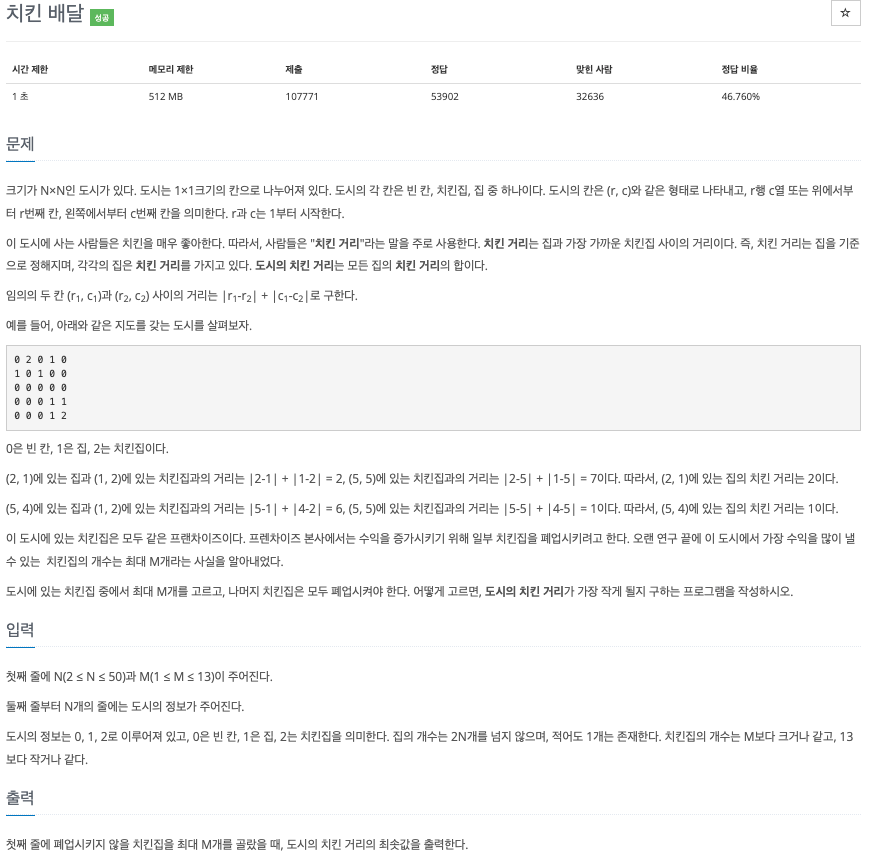 치킨 배달 성공
☆
시간 제한 메모리 제한 제출 정답 맞힌 사람 정답 비율
1 초 512 MB 107771 53902 32636 46.760%
문제
크기가 N×N인 도시가 있다. 도시는 1×1크기의 칸으로 나누어져 있다. 도시의 각 칸은 빈 칸, 치킨집, 집 중 하나이다. 도시의 칸은 (r, c)와 같은 형태로 나타내고, r행 c열 또는 위에서부
터 r번째 칸, 왼쪽에서부터 c번째 칸을 의미한다. r과 c는 1부터 시작한다.
이 도시에 사는 사람들은 치킨을 매우 좋아한다. 따라서, 사람들은 "치킨 거리"라는 말을 주로 사용한다. 치킨 거리는 집과 가장 가까운 치킨집 사이의 거리이다. 즉, 치킨 거리는 집을 기준
으로 정해지며, 각각의 집은 치킨 거리를 가지고 있다. 도시의 치킨 거리는 모든 집의 치킨 거리의 합이다.
임의의 두 칸 (r1, c1)과 (r2, c2) 사이의 거리는 |r1-r2| + |c1-c2|로 구한다.
예를 들어, 아래와 같은 지도를 갖는 도시를 살펴보자.
0 2 0 1 0
1 0 1 0 0
0 0 0 0 0
0 0 0 1 1
0 0 0 1 2
0은 빈 칸, 1은 집, 2는 치킨집이다.
(2, 1)에 있는 집과 (1, 2)에 있는 치킨집과의 거리는 |2-1| + |1-2| = 2, (5, 5)에 있는 치킨집과의 거리는 |2-5| + |1-5| = 7이다. 따라서, (2, 1)에 있는 집의 치킨 거리는 2이다.
(5, 4)에 있는 집과 (1, 2)에 있는 치킨집과의 거리는 |5-1| + |4-2| = 6, (5, 5)에 있는 치킨집과의 거리는 |5-5| + |4-5| = 1이다. 따라서, (5, 4)에 있는 집의 치킨 거리는 1이다.
이 도시에 있는 치킨집은 모두 같은 프랜차이즈이다. 프렌차이즈 본사에서는 수익을 증가시키기 위해 일부 치킨집을 폐업시키려고 한다. 오랜 연구 끝에 이 도시에서 가장 수익을 많이 낼
수 있는 치킨집의 개수는 최대 M개라는 사실을 알아내었다.
도시에 있는 치킨집 중에서 최대 M개를 고르고, 나머지 치킨집은 모두 폐업시켜야 한다. 어떻게 고르면, 도시의 치킨 거리가 가장 작게 될지 구하는 프로그램을 작성하시오.
입력
첫째 줄에 N(2 ≤ N ≤ 50)과 M(1 ≤ M ≤ 13)이 주어진다.
둘째 줄부터 N개의 줄에는 도시의 정보가 주어진다.
도시의 정보는 0, 1, 2로 이루어져 있고, 0은 빈 칸, 1은 집, 2는 치킨집을 의미한다. 집의 개수는 2N개를 넘지 않으며, 적어도 1개는 존재한다. 치킨집의 개수는 M보다 크거나 같고, 13
보다 작거나 같다.
출력
첫째 줄에 폐업시키지 않을 치킨집을 최대 M개를 골랐을 때, 도시의 치킨 거리의 최솟값을 출력한다.